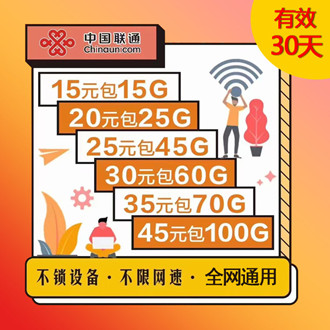 有效
30天
中国联通
Chinaunicom
15元包15G
20元包25G
25元包45G
30元包60G
35元包70G
45元包100G
不锁设备·不限网速·全网通用